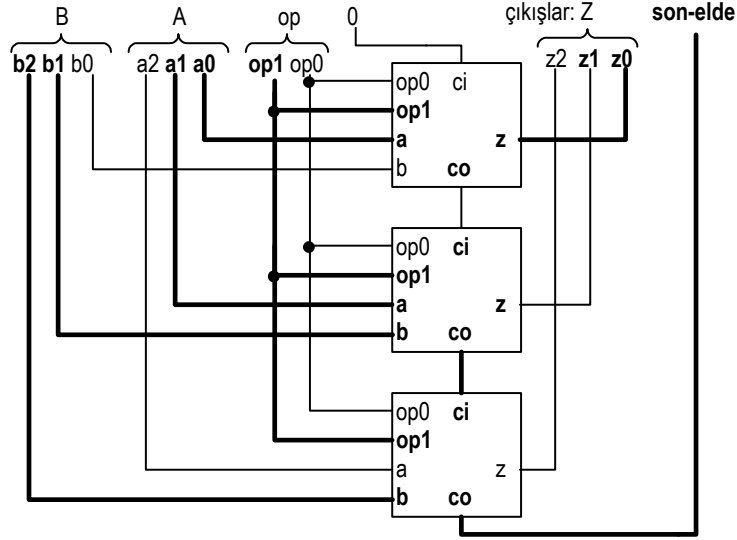 B A op 0 çıkışlar: Z son-elde
b2 b1 b0 a2 a1 a0 op1 op0 z2 z1 z0
op0 ci
op1
a z
b co
op0 ci
op1
a z
b co
op0 ci
op1
a z
b co